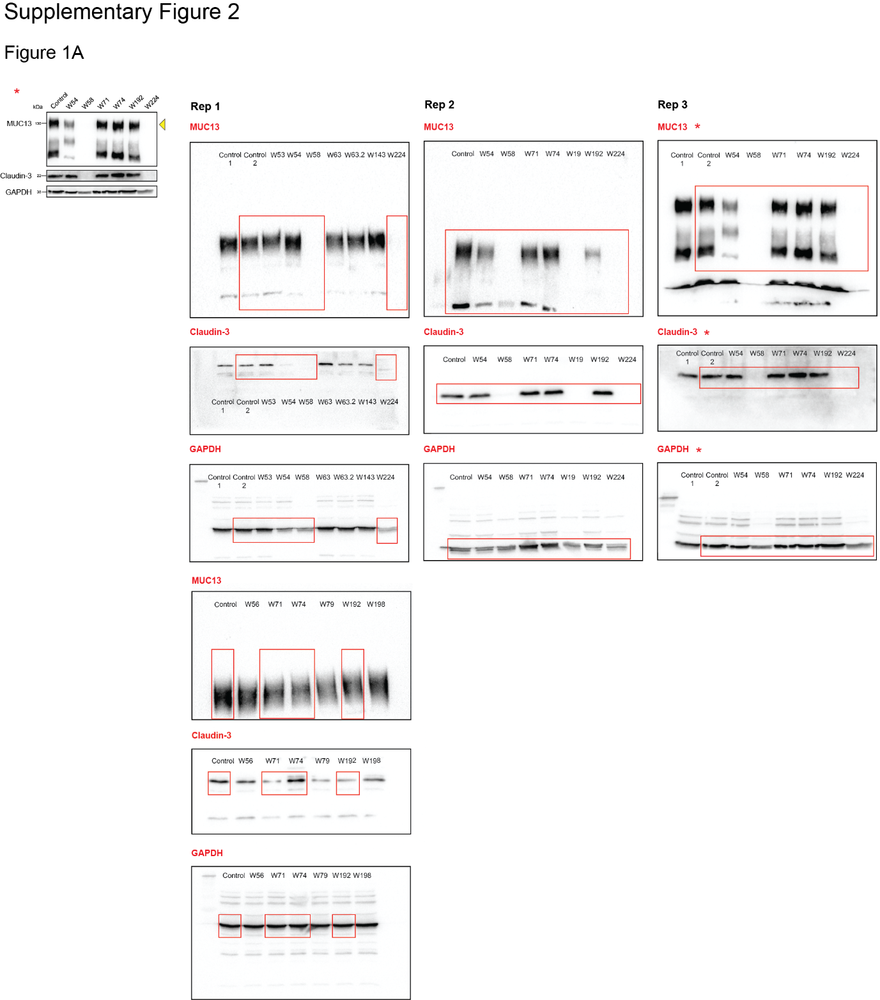 Supplementary Figure 2
Figure 1A
*
kDa
Control W54 W58 W71 W74 W192 W224
MUC13 130
Claudin-3 22
GAPDH 38
Rep 1
MUC13
Control 1 Control 2 W53 W54 W58 W63 W63.2 W143 W224
Claudin-3
Control 1 Control 2 W53 W54 W58 W63 W63.2 W143 W224
GAPDH
Control 1 Control 2 W53 W54 W58 W63 W63.2 W143 W224
MUC13
Control W56 W71 W74 W79 W192 W198
Claudin-3
Control W56 W71 W74 W79 W192 W198
GAPDH
Control W56 W71 W74 W79 W192 W198
Rep 2
MUC13
Control W54 W58 W71 W74 W19 W192 W224
Claudin-3
Control W54 W58 W71 W74 W19 W192 W224
GAPDH
Control W54 W58 W71 W74 W19 W192 W224
Rep 3
MUC13 *
Control 1 Control 2 W54 W58 W71 W74 W192 W224
Claudin-3 *
Control 1 Control 2 W54 W58 W71 W74 W192 W224
GAPDH *
Control 1 Control 2 W54 W58 W71 W74 W192 W224